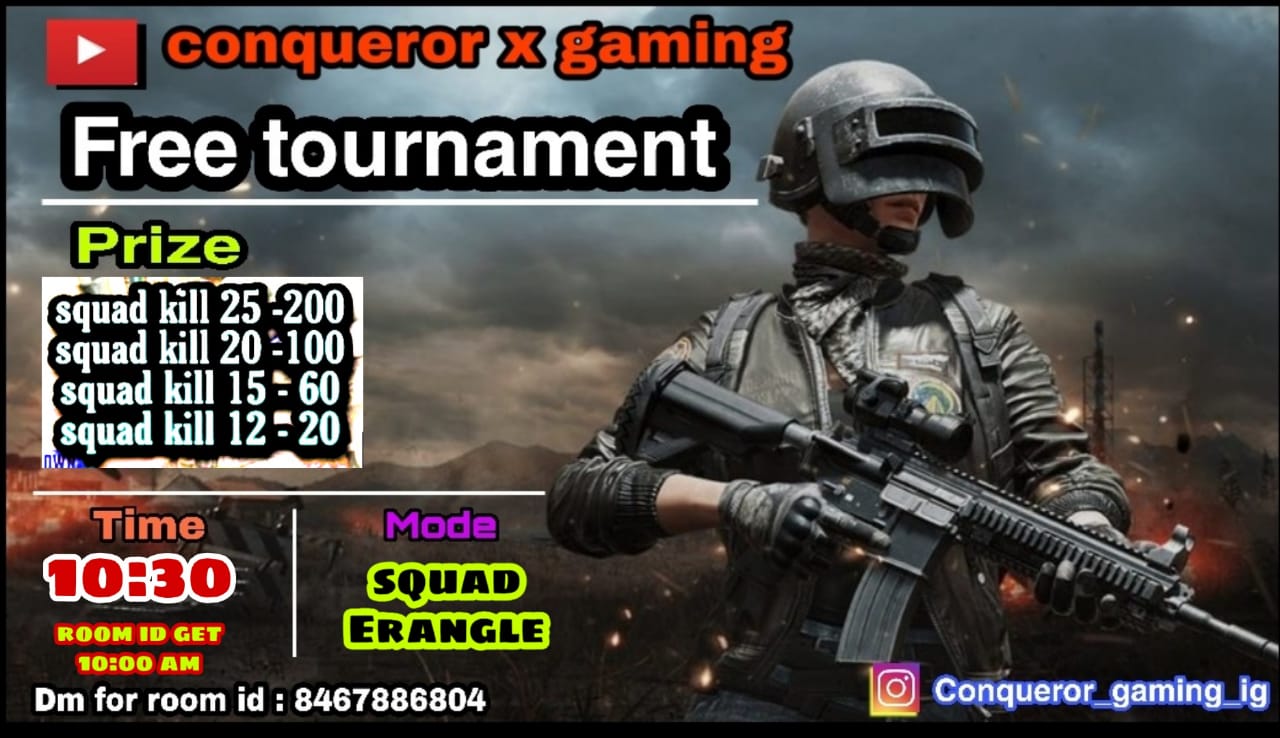 conqueror x gaming
Free tournament
Prize
squad kill 25 -200
squad kill 20 -100
squad kill 15 - 60
squad kill 12 - 20
Time
10:30
ROOM ID GET
10:00 AM
Mode
SQUAD
ERANGLE
Dm for room id : 8467886804
Conqueror_gaming_ig